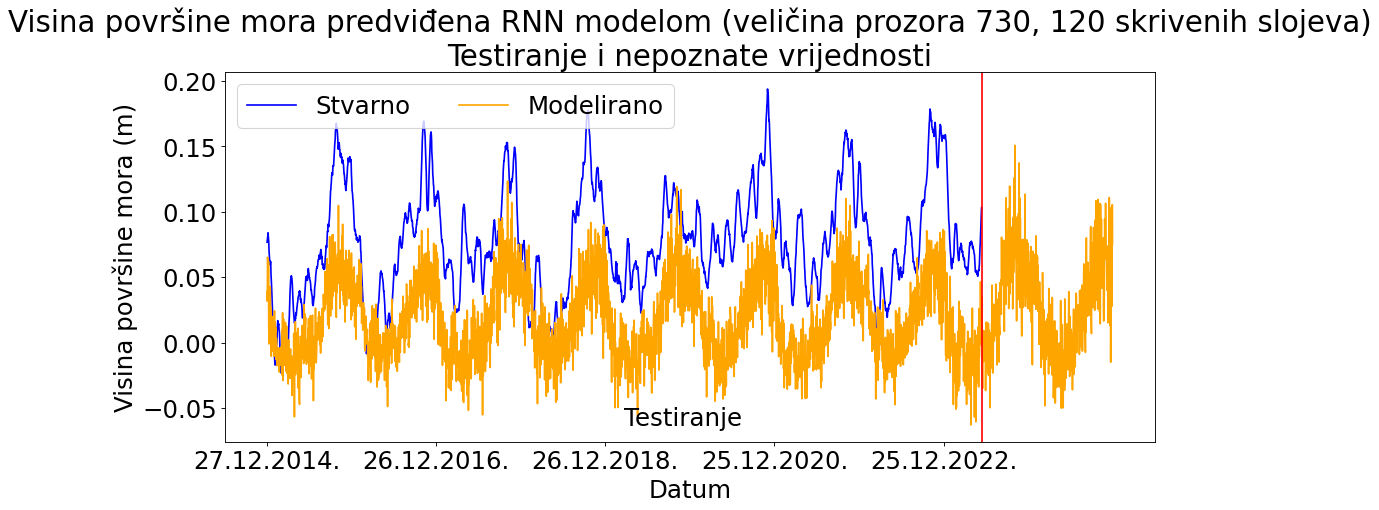 Visina površine mora predviđena RNN modelom (veličina prozora 730, 120 skrivenih slojeva)
Testiranje i nepoznate vrijednosti
Stvarno
Modelirano
Visina površine mora (m)
0.20
0.15
0.10
0.05
0.00
−0.05
Testiranje
27.12.2014.
26.12.2016.
26.12.2018.
25.12.2020.
25.12.2022.
Datum